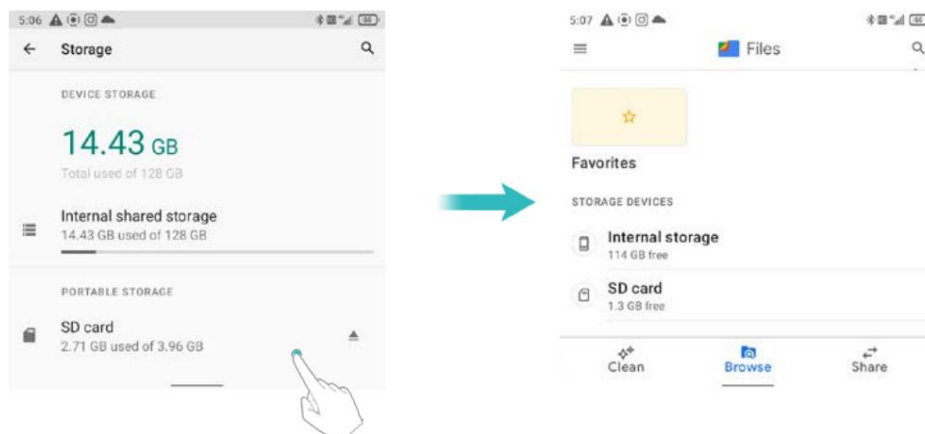 5:06
Storage
DEVICE STORAGE
14.43 GB
Total used of 128 GB
Internal shared storage
14.43 GB used of 128 GB
PORTABLE STORAGE
SD card
2.71 GB used of 3.96 GB
5:07
Files
Favorites
STORAGE DEVICES
Internal storage
114 GB free
SD card
1.3 GB free
Clean
Browse
Share